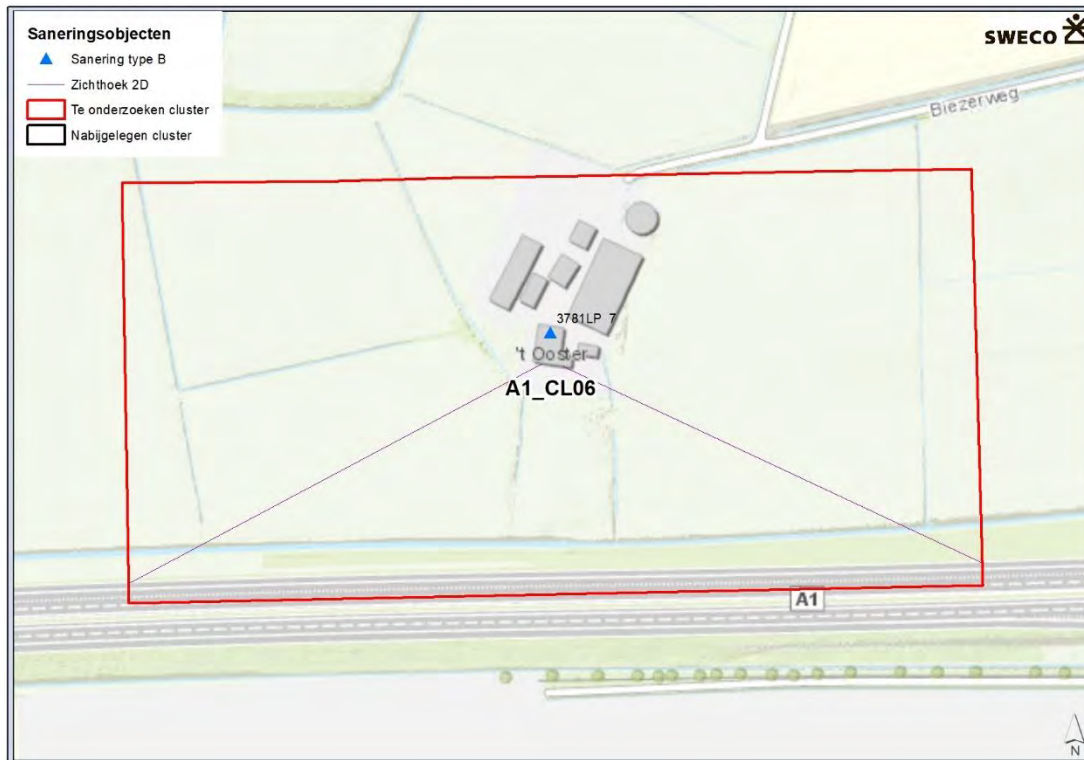 Saneringsobjecten
Sanering type B
Zichthoek 2D
Te onderzoeken cluster
Nabijgelegen cluster
SWECO
Biezerweg
3781LP 7
't Ooster
A1_CL06
A1
N